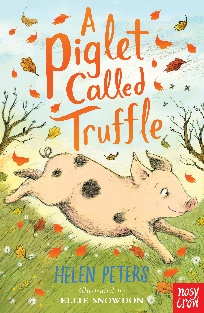 A
Piglet
Called
Truffle
HELEN PETERS
Illustrated by
ELLIE SNOWDON
nosy
crow